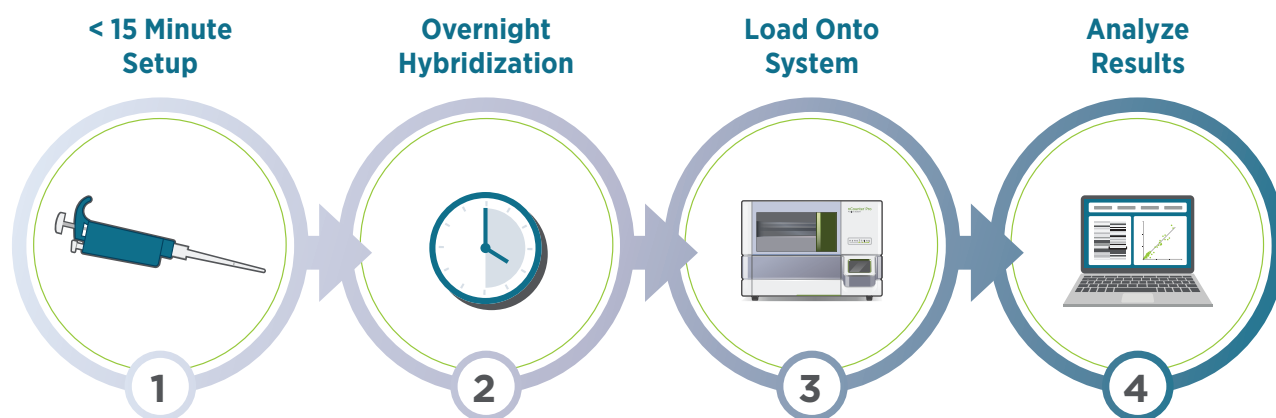 < 15 Minute
Setup
Overnight
Hybridization
Load Onto
System
Analyze
Results
1
2
3
4